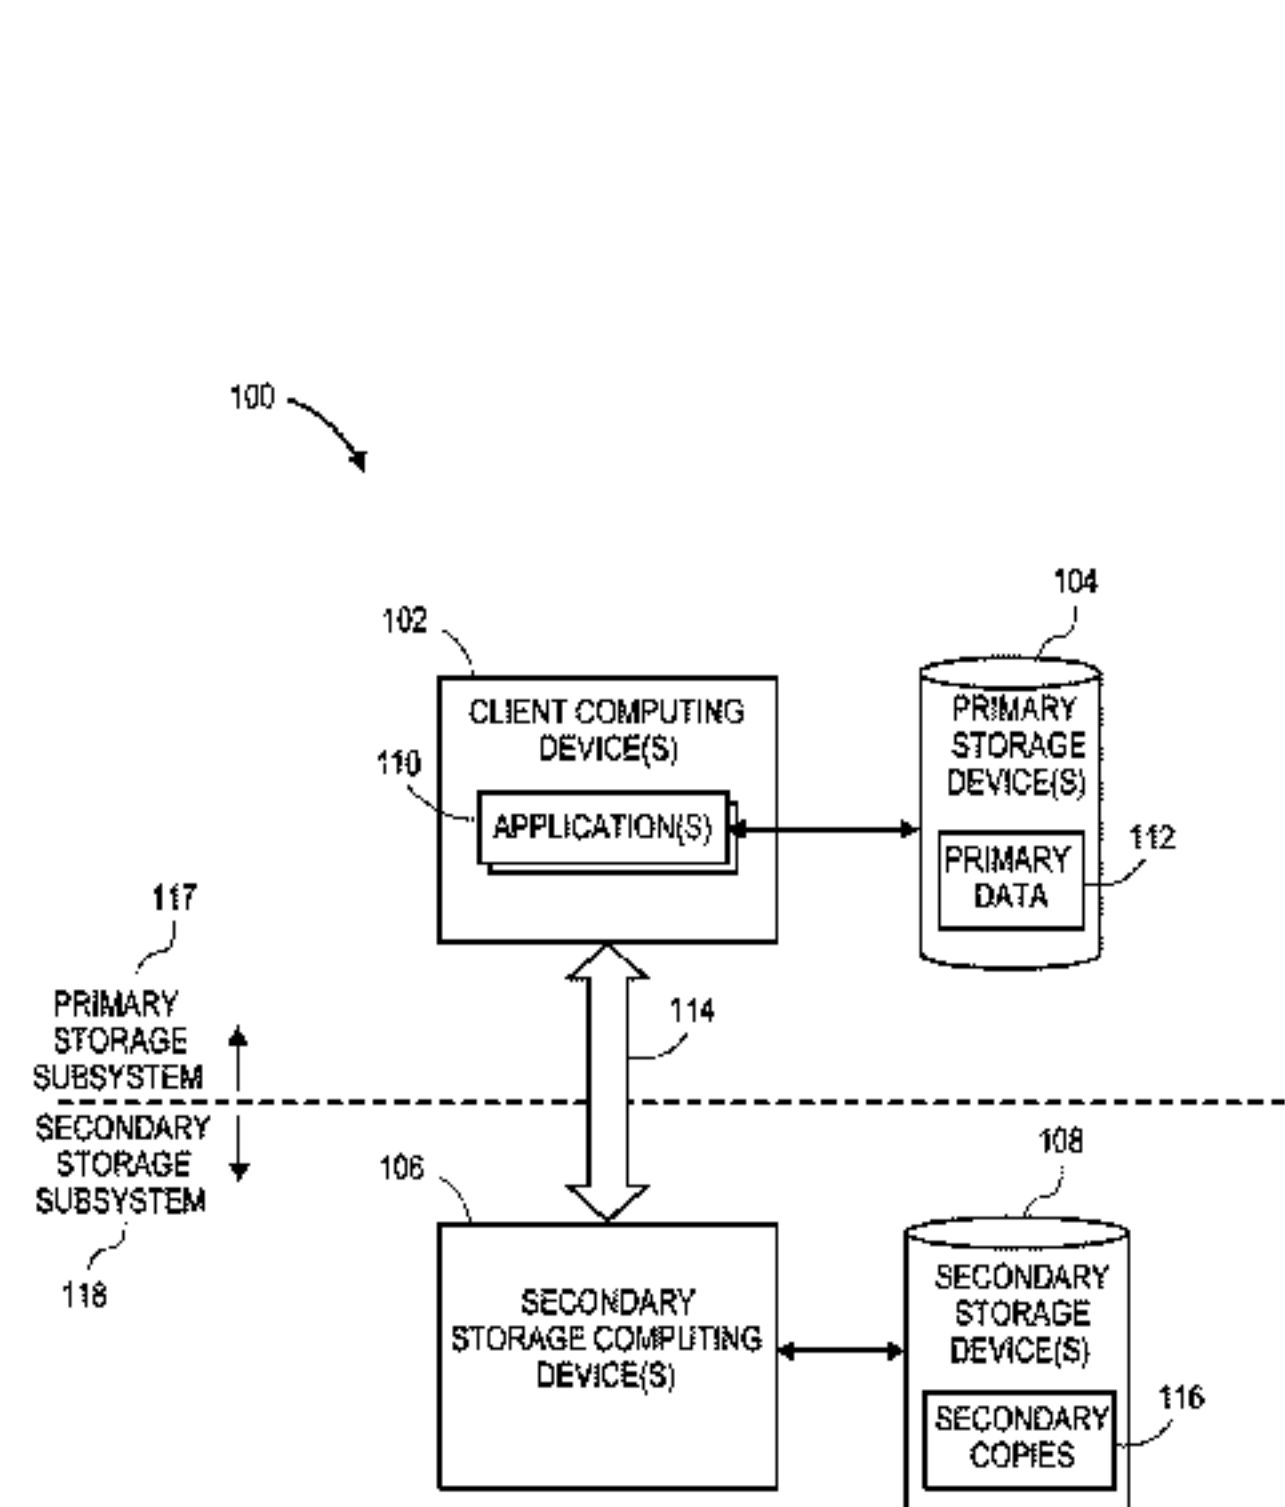 100
104
102
CLIENT COMPUTING
DEVICE(S)
110
APPLICATION(S)
PRIMARY
STORAGE
DEVICE(S)
112
PRIMARY
DATA
117
PRIMARY
STORAGE
SUBSYSTEM
114
SECONDARY
STORAGE
SUBSYSTEM
118
106
108
SECONDARY
STORAGE COMPUTING
DEVICE(S)
SECONDARY
STORAGE
DEVICE(S)
116
SECONDARY
COPIES